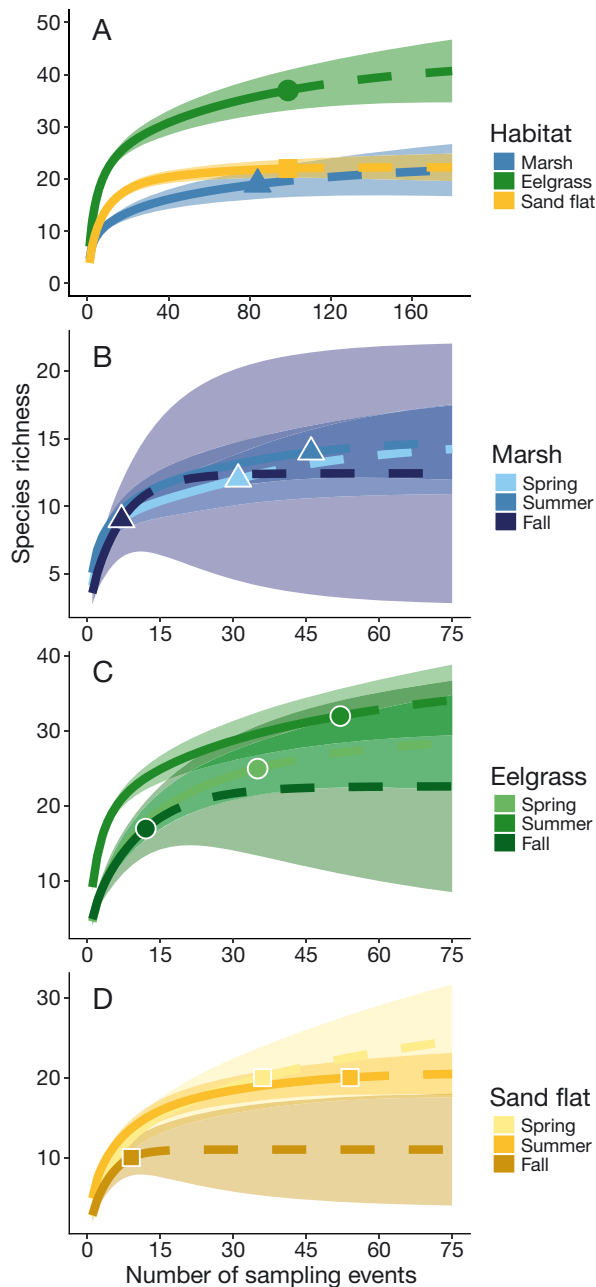 A
50
40
30
20
10
0
0 40 80 120 160
Habitat
Marsh
Eelgrass
Sand flat
B
20
15
10
5
0 15 30 45 60 75
Species richness
Marsh
Spring
Summer
Fall
C
40
30
20
10
0 15 30 45 60 75
Eelgrass
Spring
Summer
Fall
D
30
20
10
0 15 30 45 60 75
Sand flat
Spring
Summer
Fall
Number of sampling events